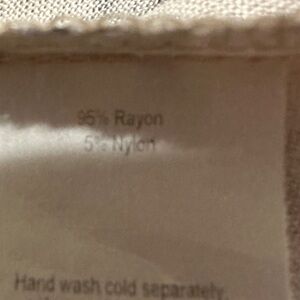 95% Rayon
5% Nylon
Hand wash cold separately